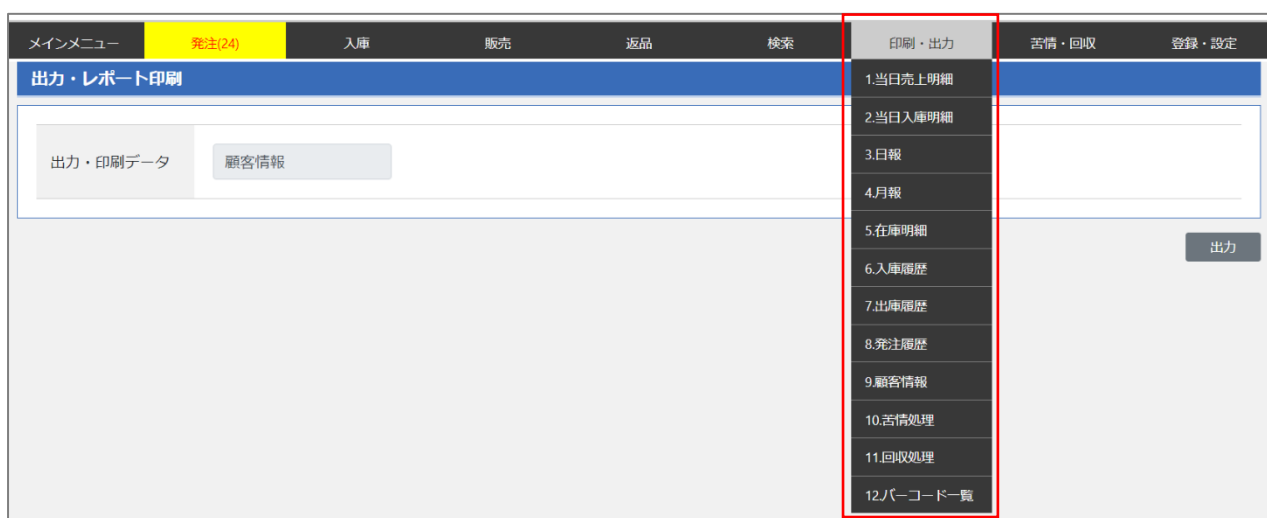 メインメニュー 発注(24) 入庫 販売 返品 検索 印刷・出力 苦情・回収 登録・設定
出力・レポート印刷
出力・印刷データ 顧客情報
出力
1.当日売上明細
2.当日入庫明細
3.日報
4.月報
5.在庫明細
6.入庫履歴
7.出庫履歴
8.発注履歴
9.顧客情報
10.苦情処理
11.回収処理
12.バーコード一覧